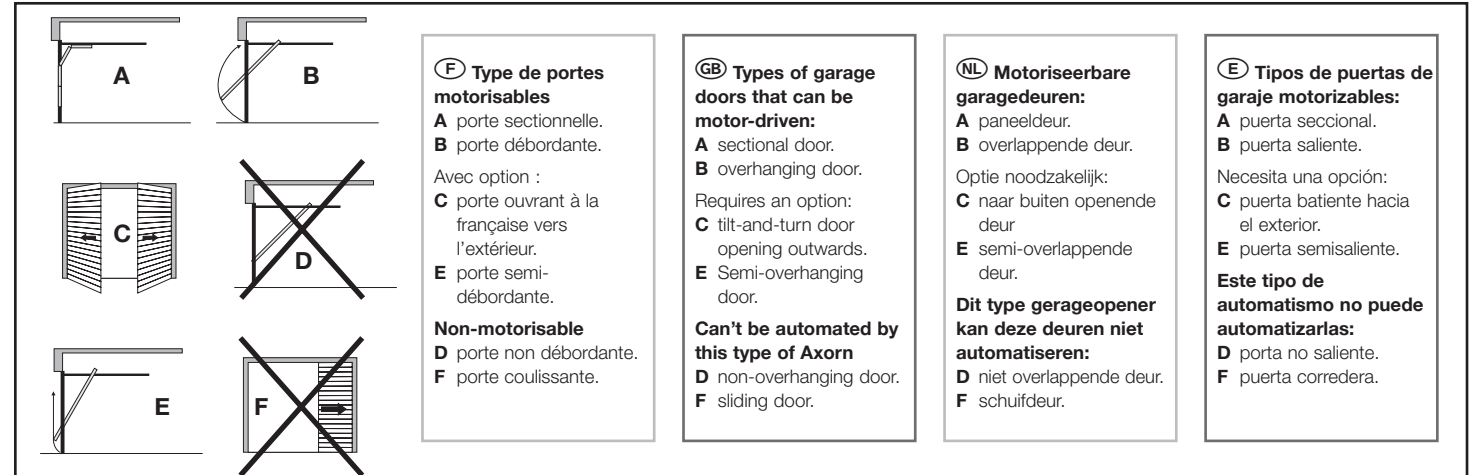 A
B
C
D
E
F
F Type de portes
motorisables
A porte sectionnelle.
B porte débordante.
Avec option :
C porte ouvrant à la
française vers
l'extérieur.
E porte semi-
débordante.
Non-motorisable
D porte non débordante.
F porte coulissante.
GB Types of garage
doors that can be
motor-driven:
A sectional door.
B overhanging door.
Requires an option:
C tilt-and-turn door
opening outwards.
E Semi-overhanging
door.
Can't be automated by
this type of Axorn
D non-overhanging door.
F sliding door.
NL Motoriseerbare
garagedeuren:
A paneeldeur.
B overlappende deur.
Optie noodzakelijk:
C naar buiten openende
deur
E semi-overlappende
deur.
Dit type gerageopener
kan deze deuren niet
automatiseren:
D niet overlappende deur.
F schuifdeur.
E Tipos de puertas de
garaje motorizables:
A puerta seccional.
B puerta saliente.
Necesita una opción:
C puerta batiente hacia
el exterior.
E puerta semisaliente.
Este tipo de
automatismo no puede
automatizarlas:
D porta no saliente.
F puerta corredera.